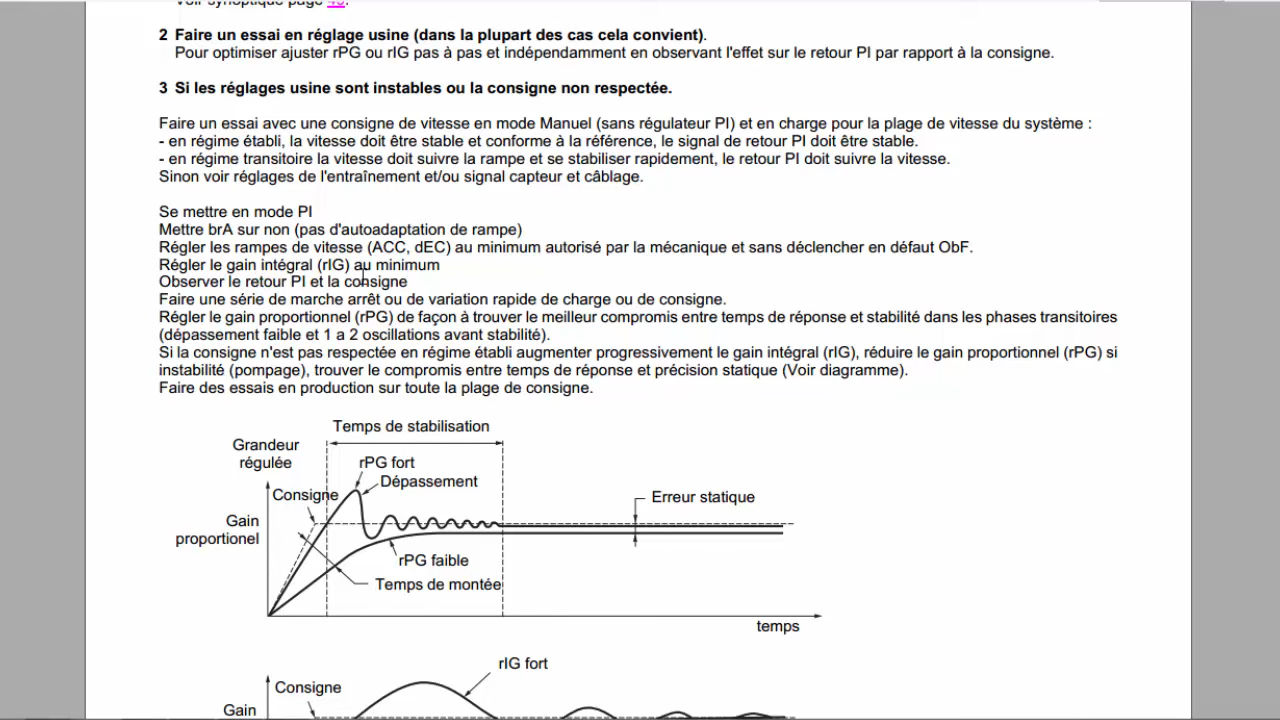 Voir synoptique page 45.
2 Faire un essai en réglage usine (dans la plupart des cas cela convient).
Pour optimiser ajuster rPG ou rIG pas à pas et indépendamment en observant l'effet sur le retour PI par rapport à la consigne.
3 Si les réglages usine sont instables ou la consigne non respectée.
Faire un essai avec une consigne de vitesse en mode Manuel (sans régulateur PI) et en charge pour la plage de vitesse du système :
- en régime établi, la vitesse doit être stable et conforme à la référence, le signal de retour PI doit être stable.
- en régime transitoire la vitesse doit suivre la rampe et se stabiliser rapidement, le retour PI doit suivre la vitesse.
Sinon voir réglages de l'entraînement et/ou signal capteur et câblage.
Se mettre en mode PI
Mettre brA sur non (pas d'autoadaptation de rampe)
Régler les rampes de vitesse (ACC, dEC) au minimum autorisé par la mécanique et sans déclencher en défaut ObF.
Régler le gain intégral (rIG) au minimum
Observer le retour PI et la consigne
Faire une série de marche arrêt ou de variation rapide de charge ou de consigne.
Régler le gain proportionnel (rPG) de façon à trouver le meilleur compromis entre temps de réponse et stabilité dans les phases transitoires
(dépassement faible et 1 a 2 oscillations avant stabilité).
Si la consigne n'est pas respectée en régime établi augmenter progressivement le gain intégral (rIG), réduire le gain proportionnel (rPG) si
instabilité (pompage), trouver le compromis entre temps de réponse et précision statique (Voir diagramme).
Faire des essais en production sur toute la plage de consigne.
Temps de stabilisation
Grandeur
régulée
rPG fort
Dépassement
Consigne
Erreur statique
Gain
proportionel
rPG faible
Temps de montée
temps
rIG fort
Consigne
Gain